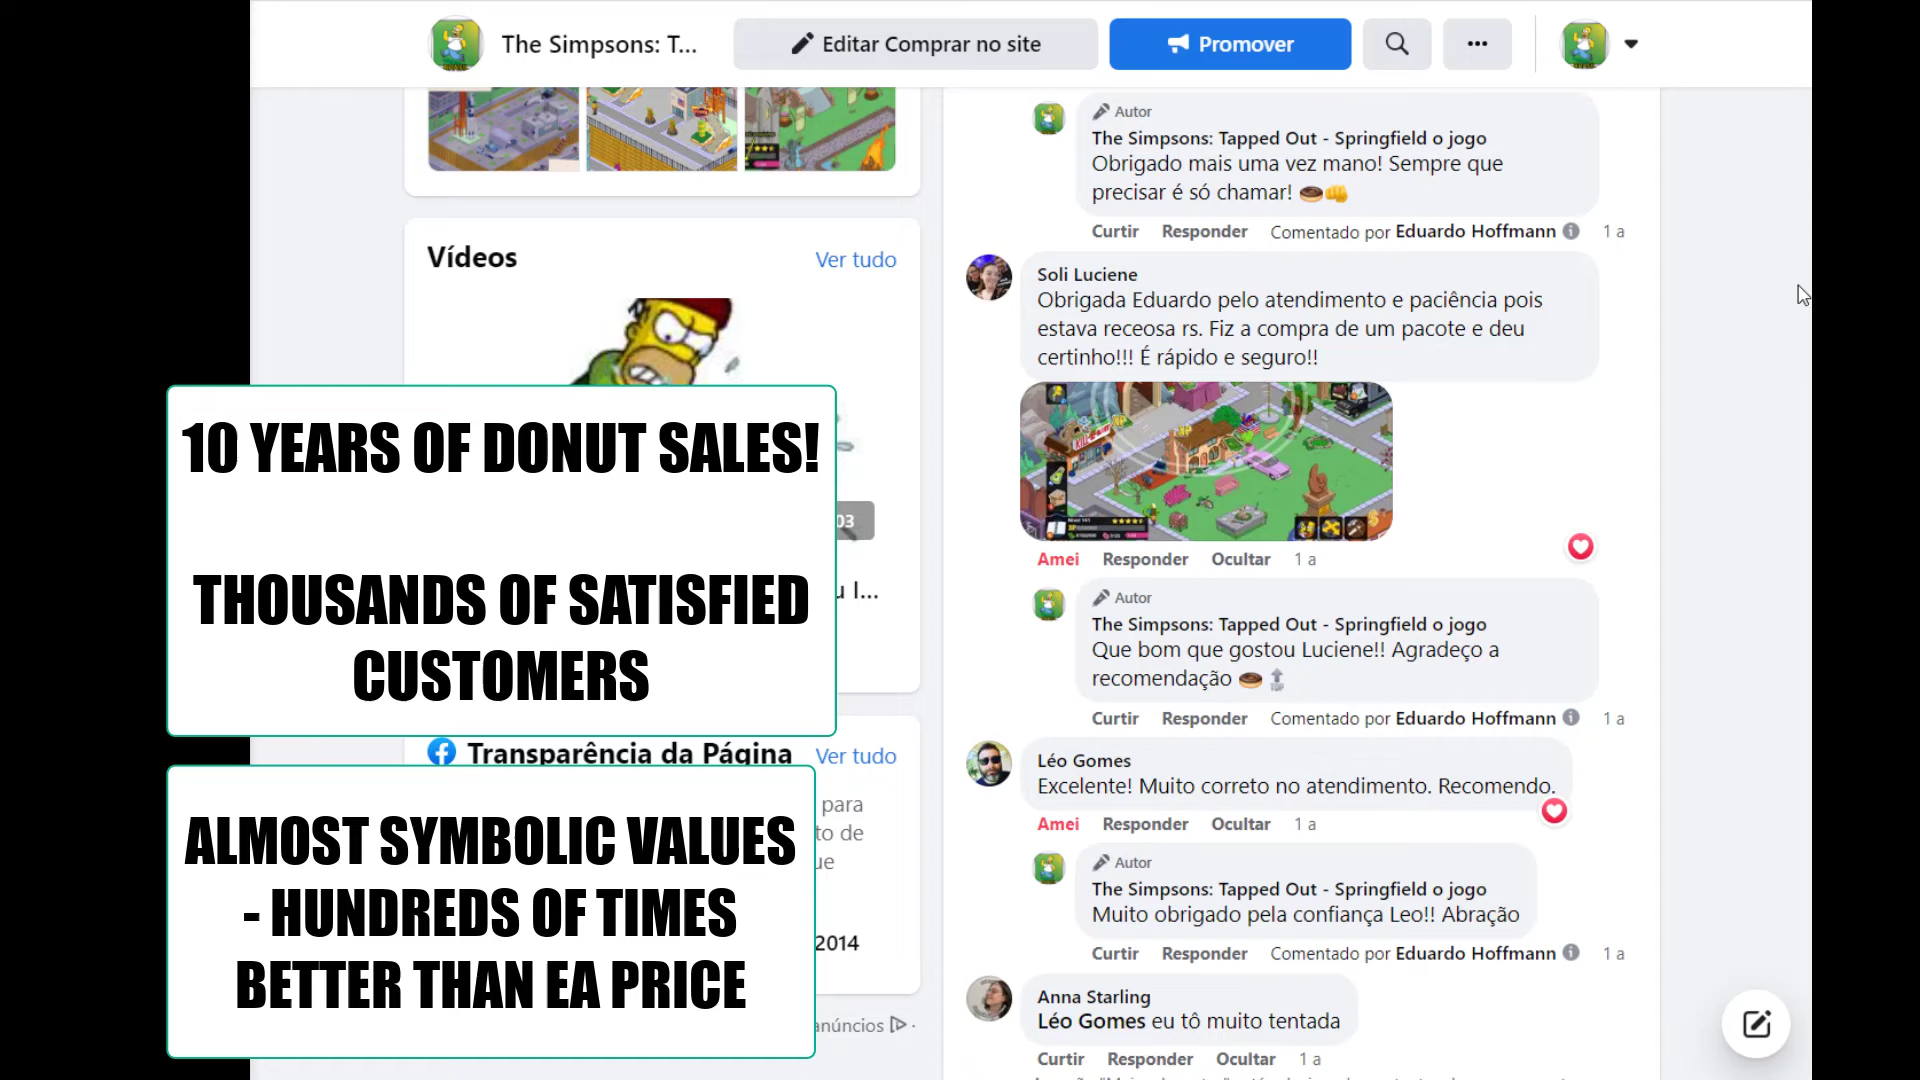 The Simpsons: T...
Editar Comprar no site
Promover
Autor
The Simpsons: Tapped Out - Springfield o jogo
Obrigado mais uma vez mano! Sempre que
precisar é só chamar! 🍩👊
Curtir Responder Comentado por Eduardo Hoffmann 1 a
Vídeos
Ver tudo
Soli Luciene
Obrigada Eduardo pelo atendimento e paciência pois
estava receosa rs. Fiz a compra de um pacote e deu
certinho!!! É rápido e seguro!!
Amei Responder Ocultar 1 a
Autor
The Simpsons: Tapped Out - Springfield o jogo
Que bom que gostou Luciene!! Agradeço a
recomendação 🍩🔝
Curtir Responder Comentado por Eduardo Hoffmann 1 a
Léo Gomes
Excelente! Muito correto no atendimento. Recomendo.
Amei Responder Ocultar 1 a
Autor
The Simpsons: Tapped Out - Springfield o jogo
Muito obrigado pela confiança Leo!! Abração
Curtir Responder Comentado por Eduardo Hoffmann 1 a
Anna Starling
Léo Gomes eu tô muito tentada
Curtir Responder Ocultar 1 a
10 YEARS OF DONUT SALES!
THOUSANDS OF SATISFIED
CUSTOMERS
03
Transparência da Página
Ver tudo
para
de
2014
anúncios
ALMOST SYMBOLIC VALUES
- HUNDREDS OF TIMES
BETTER THAN EA PRICE